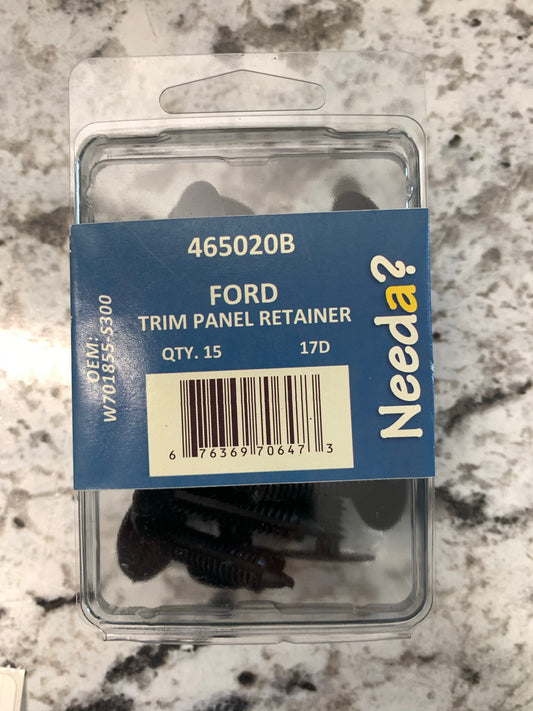 465020B
FORD
TRIM PANEL RETAINER
QTY. 15 17D
OEM:
W701855-S300
Needa?
6 76369 70647 3